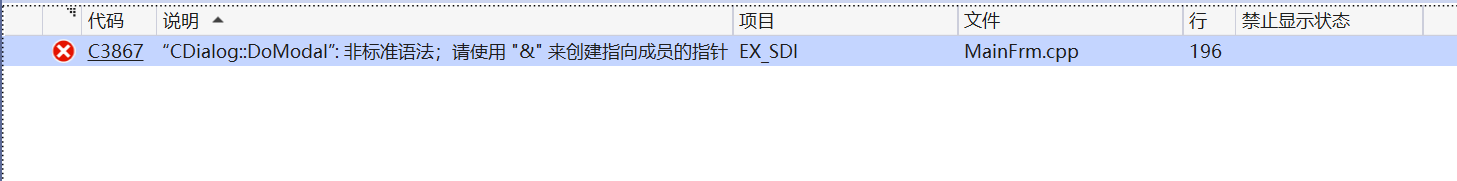 代码 说明 项目 文件 行 禁止显示状态
C3867 “CDialog::DoModal”: 非标准语法；请使用 "&" 来创建指向成员的指针 EX_SDI MainFrm.cpp 196